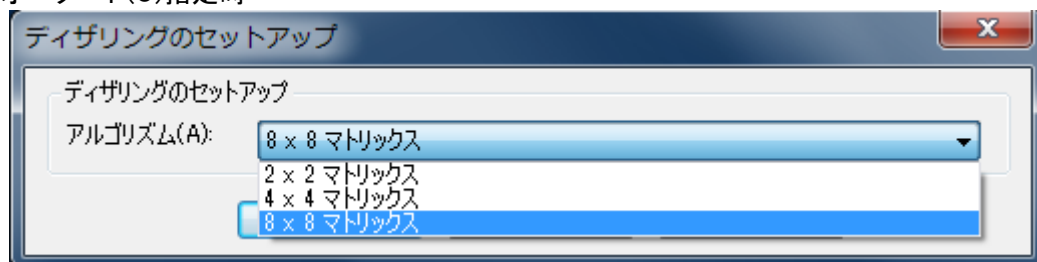 ディザリングのセットアップ
ディザリングのセットアップ
アルゴリズム(A):
8 x 8 マトリックス
2 x 2 マトリックス
4 x 4 マトリックス
8 x 8 マトリックス